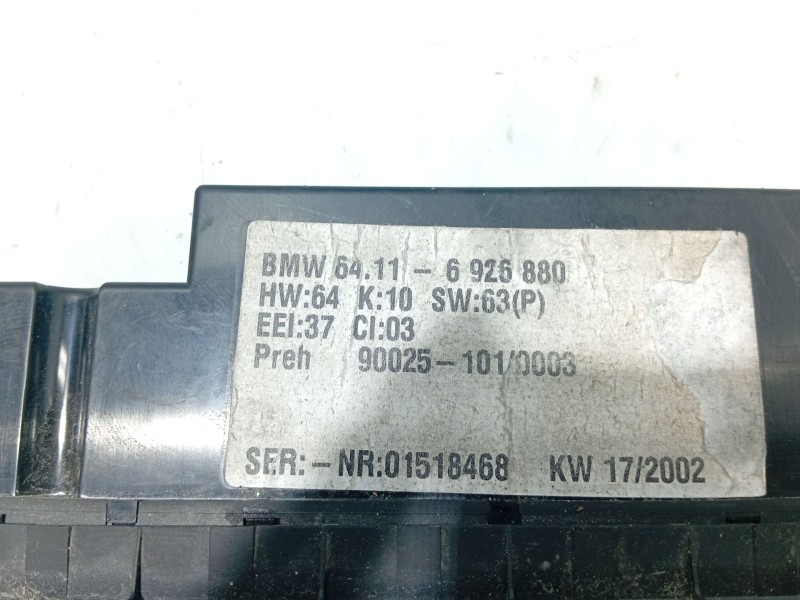 BMW 64.11 - 6 926 880
HW:64 K:10 SW:63(P)
EEI:37 CI:03
Preh 90025-101/0003
SER:-NR:01518468 KW 17/2002